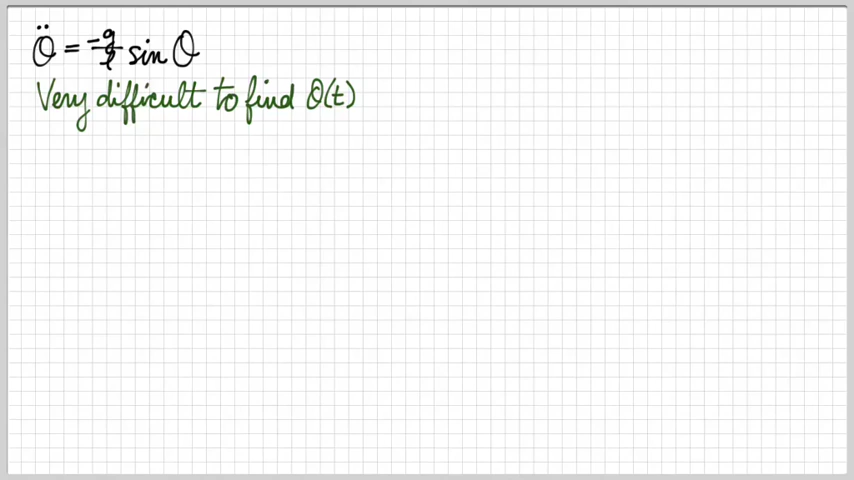 θ̈ = -g/l sin θ
Very difficult to find θ(t)